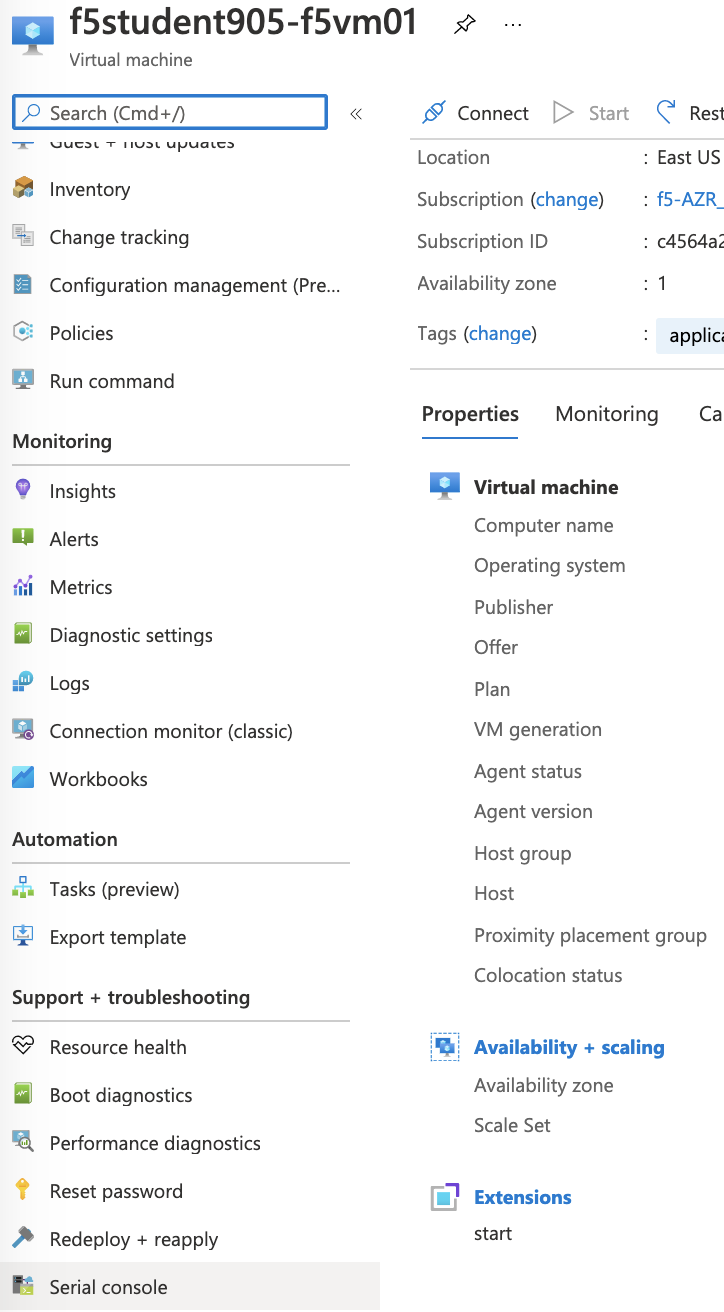 f5student905-f5vm01
Virtual machine
Search (Cmd+/)
Guest + host updates
Inventory
Change tracking
Configuration management (Pre...
Policies
Run command
Monitoring
Insights
Alerts
Metrics
Diagnostic settings
Logs
Connection monitor (classic)
Workbooks
Automation
Tasks (preview)
Export template
Support + troubleshooting
Resource health
Boot diagnostics
Performance diagnostics
Reset password
Redeploy + reapply
Serial console
Connect Start Rest
Location : East US
Subscription (change) : f5-AZR_
Subscription ID : c4564a2
Availability zone : 1
Tags (change) : applica
Properties Monitoring Ca
Virtual machine
Computer name
Operating system
Publisher
Offer
Plan
VM generation
Agent status
Agent version
Host group
Host
Proximity placement group
Colocation status
Availability + scaling
Availability zone
Scale Set
Extensions
start